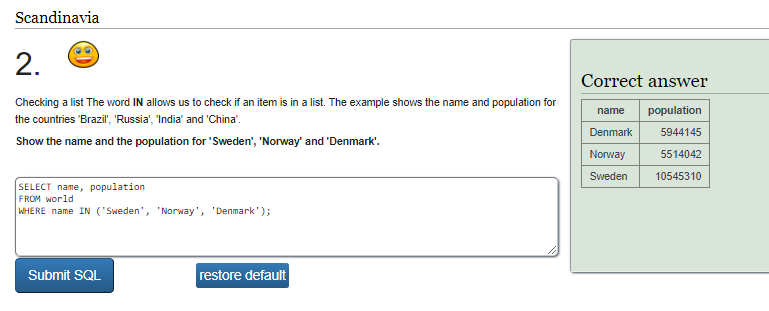 Scandinavia
2.
Checking a list The word IN allows us to check if an item is in a list. The example shows the name and population for
the countries 'Brazil', 'Russia', 'India' and 'China'.
Show the name and the population for 'Sweden', 'Norway' and 'Denmark'.
SELECT name, population
FROM world
WHERE name IN ('Sweden', 'Norway', 'Denmark');
Submit SQL
restore default
Correct answer
name population
Denmark 5944145
Norway 5514042
Sweden 10545310